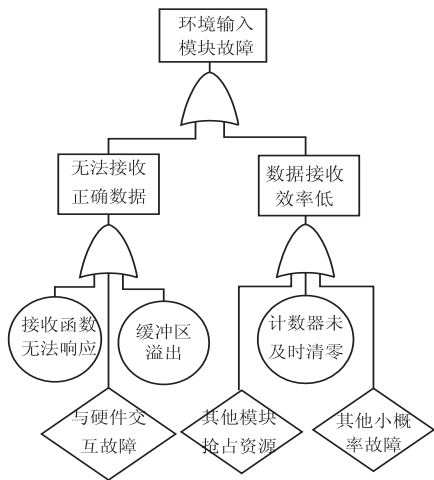 环境输入
模块故障
无法接收
正确数据
数据接收
效率低
接收函数
无法响应
缓冲区
溢出
计数器未
及时清零
与硬件交
互故障
其他模块
抢占资源
其他小概
率故障